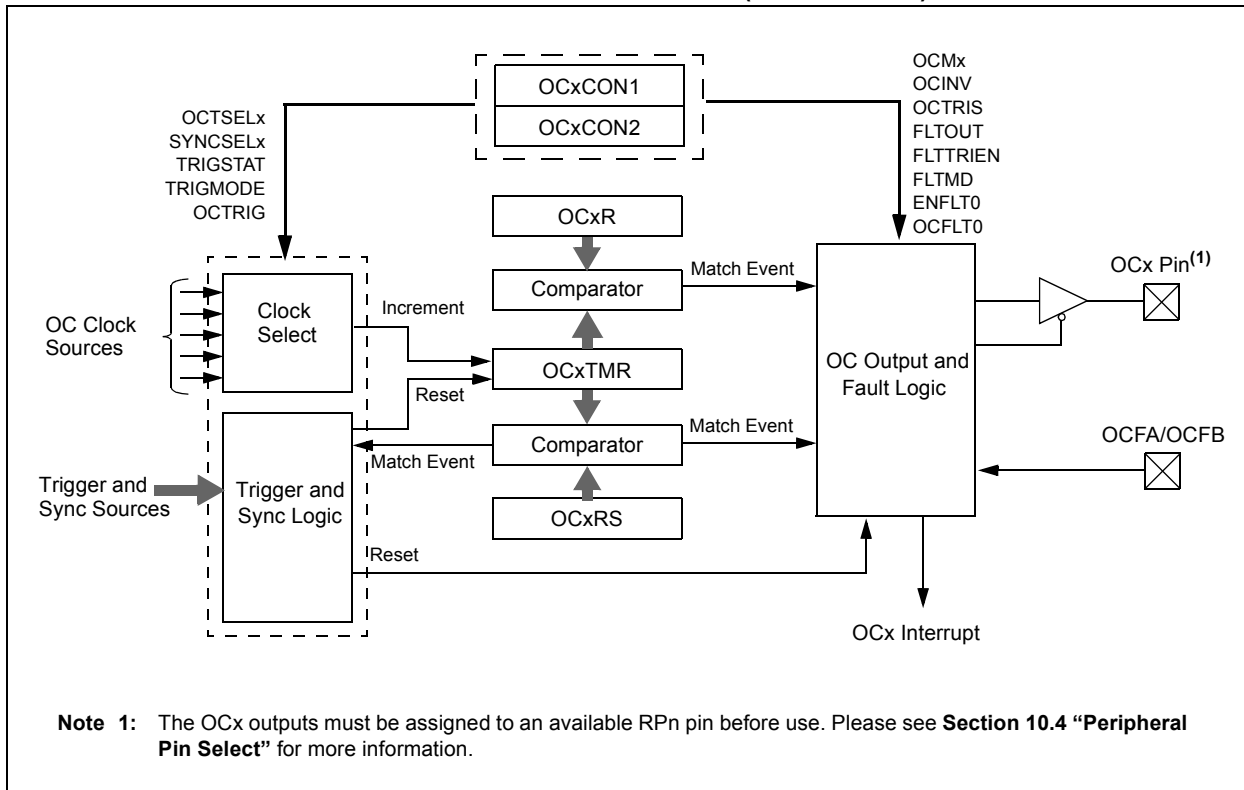 OCxCON1
OCxCON2
OCTSELx
SYNCSELx
TRIGSTAT
TRIGMODE
OCTRIG
OCMx
OCINV
OCTRIS
FLTOUT
FLTTRIEN
FLTMD
ENFLT0
OCFLT0
OCxR
Match Event
OCx Pin(1)
Comparator
Clock
Select
Increment
OC Clock
Sources
OCxTMR
OC Output and
Fault Logic
Reset
Match Event
Comparator
Match Event
OCFA/OCFB
Trigger and
Sync Sources
Trigger and
Sync Logic
OCxRS
Reset
OCx Interrupt
Note 1: The OCx outputs must be assigned to an available RPn pin before use. Please see Section 10.4 “Peripheral
Pin Select” for more information.